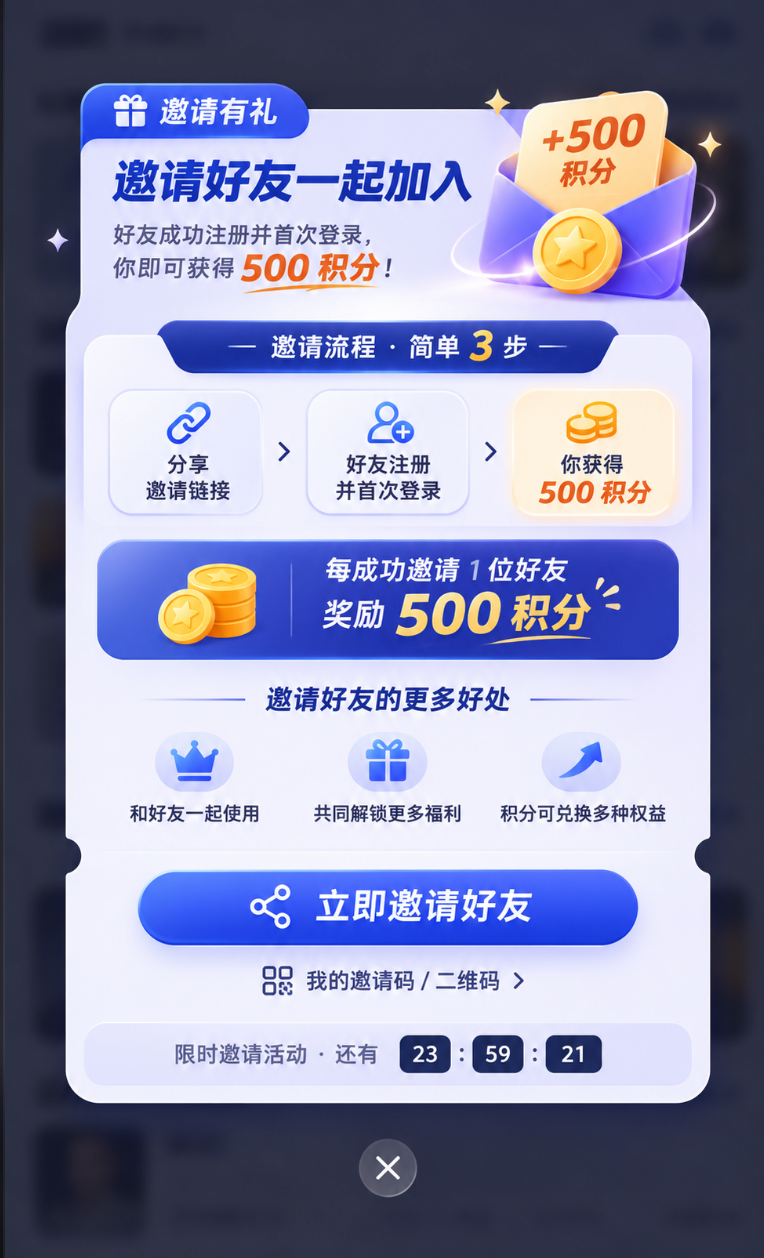 邀请有礼
+500
积分
邀请好友一起加入
好友成功注册并首次登录，
你即可获得 500 积分！
邀请流程 · 简单 3 步
分享
邀请链接
好友注册
并首次登录
你获得
500 积分
每成功邀请 1 位好友
奖励 500 积分
邀请好友的更多好处
和好友一起使用
共同解锁更多福利
积分可兑换多种权益
立即邀请好友
我的邀请码 / 二维码
限时邀请活动 · 还有 23 : 59 : 21